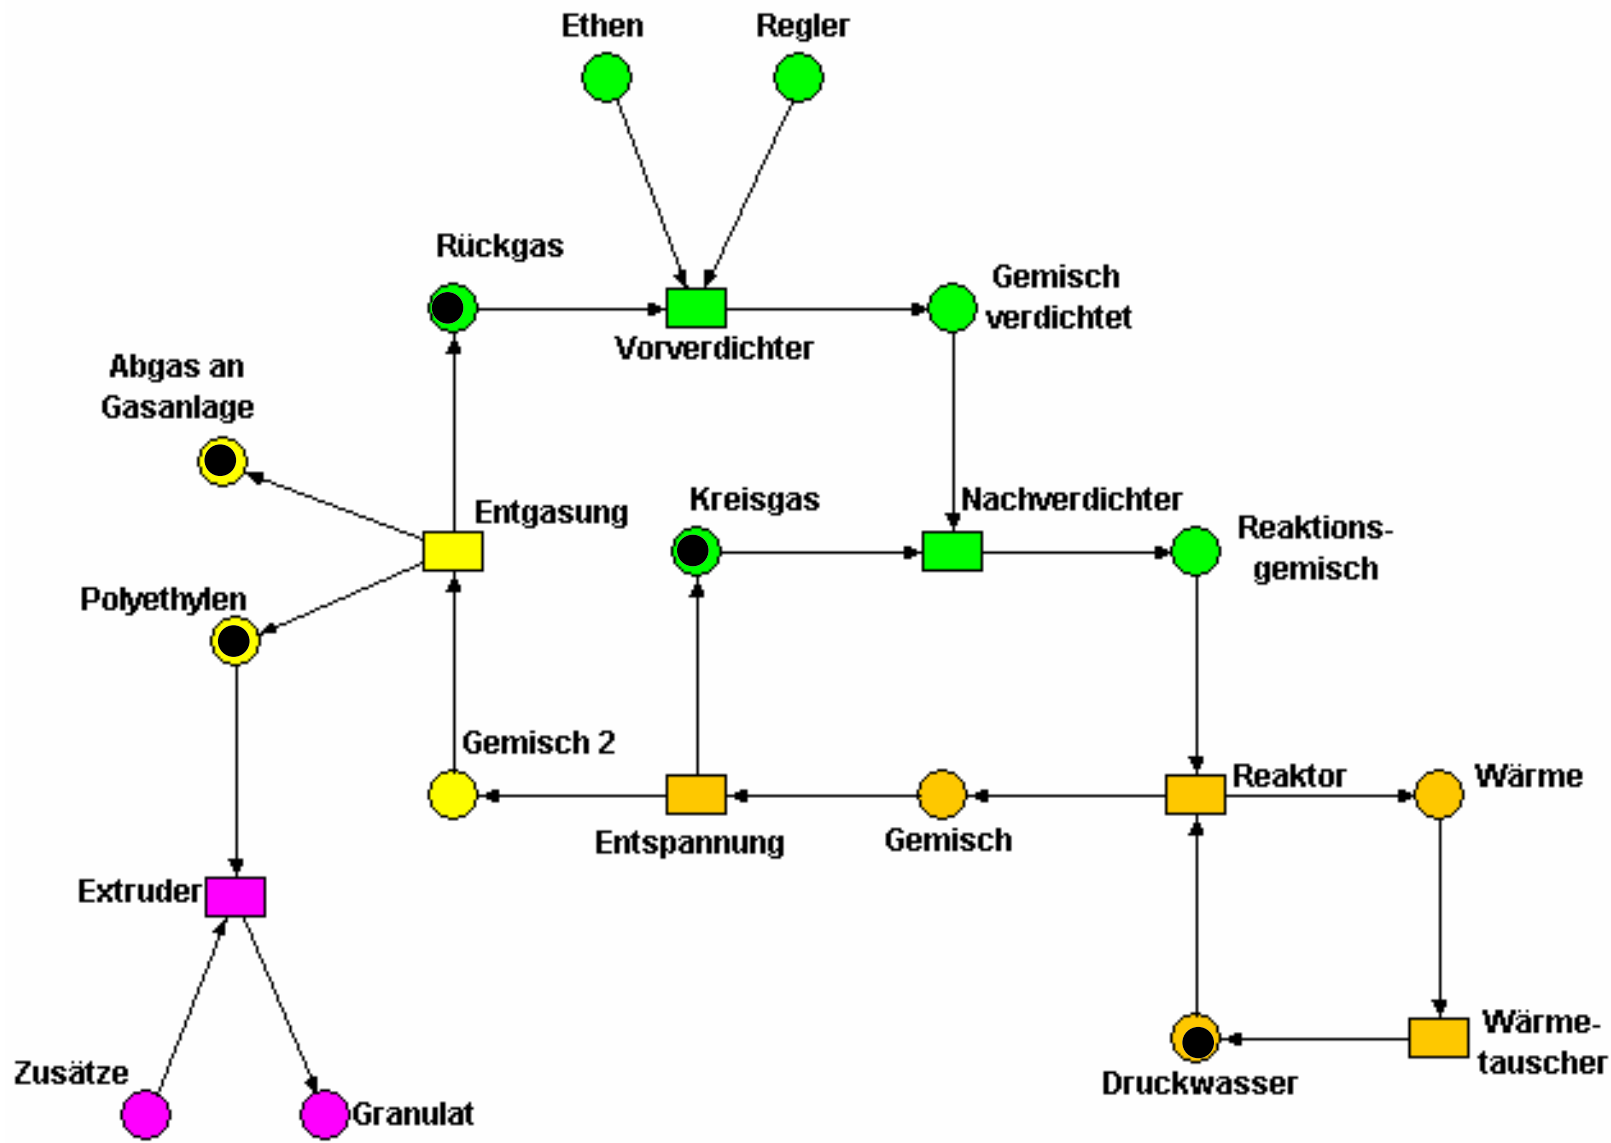 Ethen
Regler
Rückgas
Gemisch
verdichtet
Vorverdichter
Abgas an
Gasanlage
Kreisgas
Nachverdichter
Entgasung
Reaktions-
gemisch
Polyethylen
Gemisch 2
Reaktor
Wärme
Entspannung
Gemisch
Extruder
Wärme-
tauscher
Zusätze
Druckwasser
Granulat